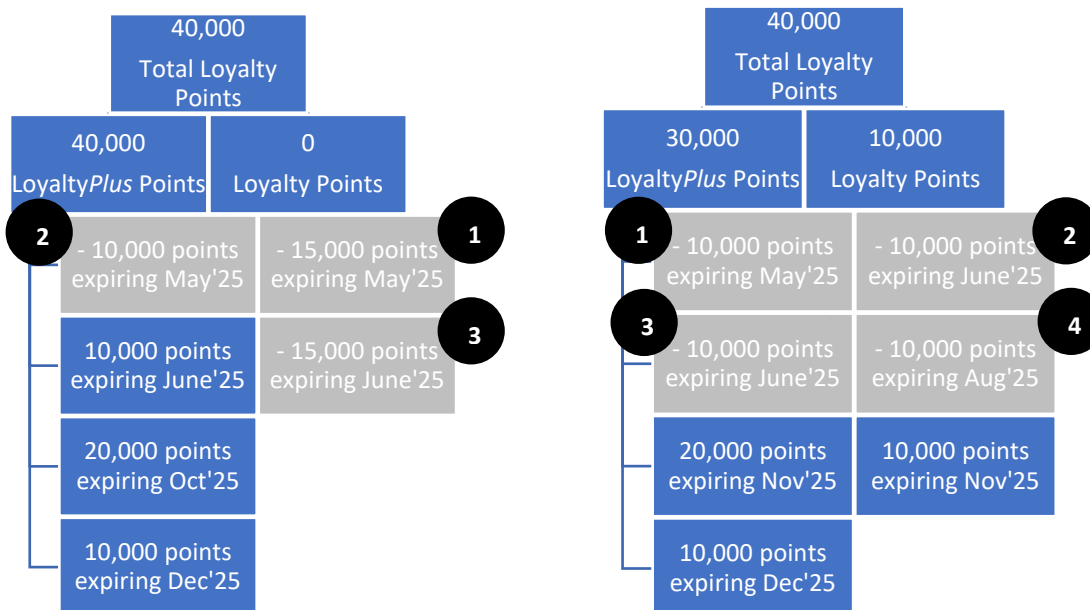 40,000
Total Loyalty
Points
40,000
LoyaltyPlus Points
0
Loyalty Points
2
- 10,000 points
expiring May'25
- 15,000 points
expiring May'25
1
10,000 points
expiring June'25
- 15,000 points
expiring June'25
3
20,000 points
expiring Oct'25
10,000 points
expiring Dec'25
40,000
Total Loyalty
Points
30,000
LoyaltyPlus Points
10,000
Loyalty Points
1
- 10,000 points
expiring May'25
- 10,000 points
expiring June'25
2
3
- 10,000 points
expiring June'25
- 10,000 points
expiring Aug'25
4
20,000 points
expiring Nov'25
10,000 points
expiring Nov'25
10,000 points
expiring Dec'25